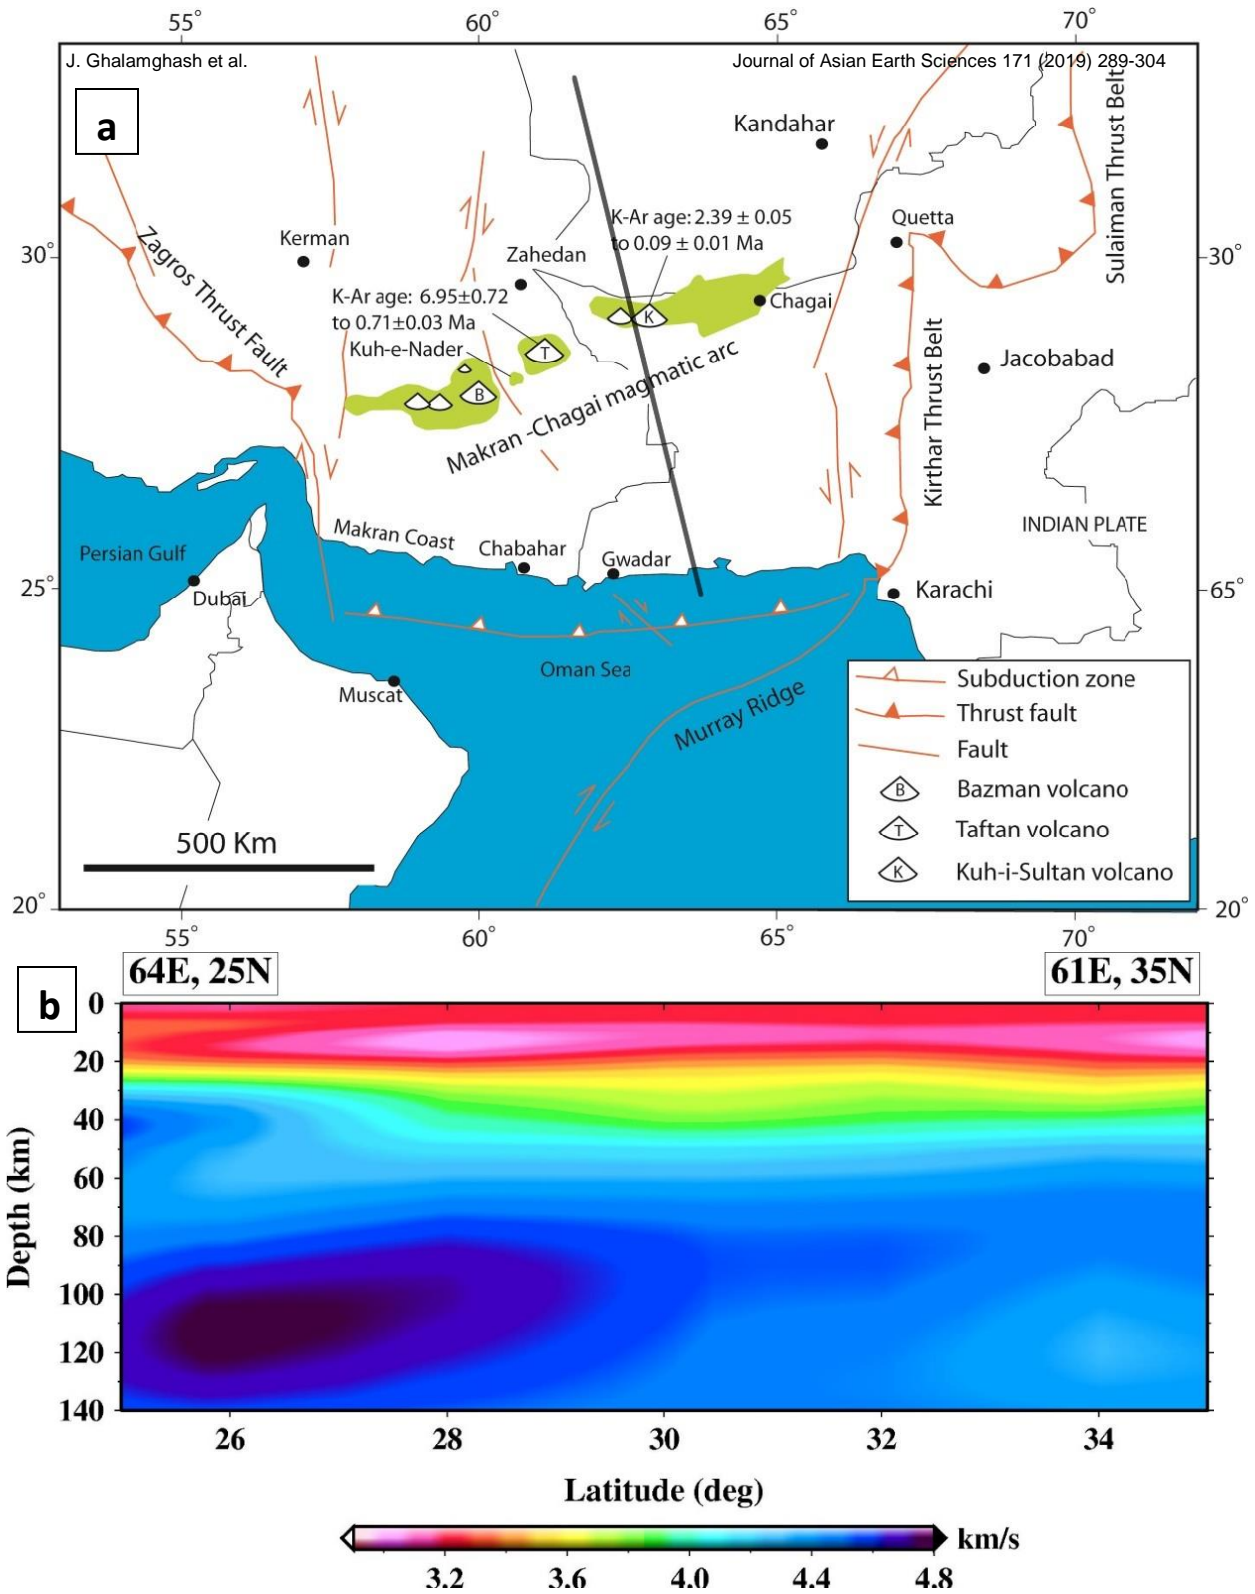 55° 60° 65° 70°
J. Ghalamghash et al. Journal of Asian Earth Sciences 171 (2019) 289-304
a
Kandahar
Sulaiman Thrust Belt
K-Ar age: 2.39 ± 0.05
to 0.09 ± 0.01 Ma
Quetta
Kerman
Zagros Thrust Fault
Zahedan
30° 30°
K-Ar age: 6.95±0.72
to 0.71±0.03 Ma
Chagai
K
Kuh-e-Nader
T
B
Makran -Chagai magmatic arc
Jacobabad
Kirthar Thrust Belt
INDIAN PLATE
Makran Coast
Persian Gulf
Chabahar
Gwadar
25° 65°
Dubai
Karachi
Oman Sea
Muscat
Murray Ridge
Subduction zone
Thrust fault
Fault
B Bazman volcano
T Taftan volcano
K Kuh-i-Sultan volcano
500 Km
20° 20°
55° 60° 65° 70°
b
64E, 25N 61E, 35N
0
20
40
60
80
100
120
140
Depth (km)
26 28 30 32 34
Latitude (deg)
km/s
3.2 3.6 4.0 4.4 4.8